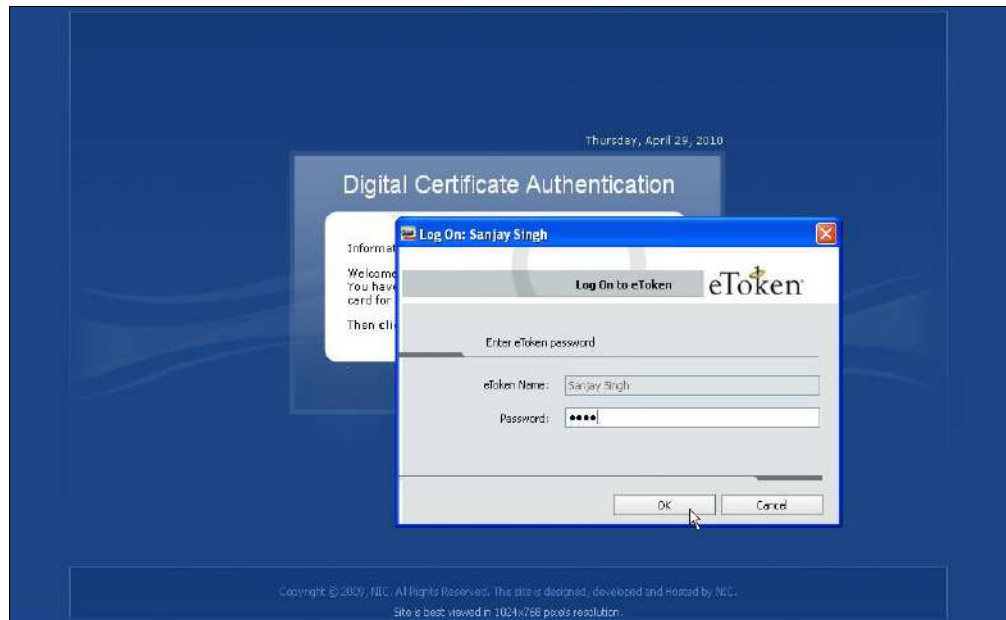 Thursday, April 29, 2010
Digital Certificate Authentication
Log On: Sanjay Singh
Informat
Welcome
You have
card for
Then cli
Log On to eToken
eToken
Enter eToken password
eToken Name: Sanjay Singh
Password:
OK
Cancel
Copyright © 2009, NIC. All Rights Reserved. This site is designed, developed and Hosted by NIC.
Site is best viewed in 1024x768 pixels resolution.